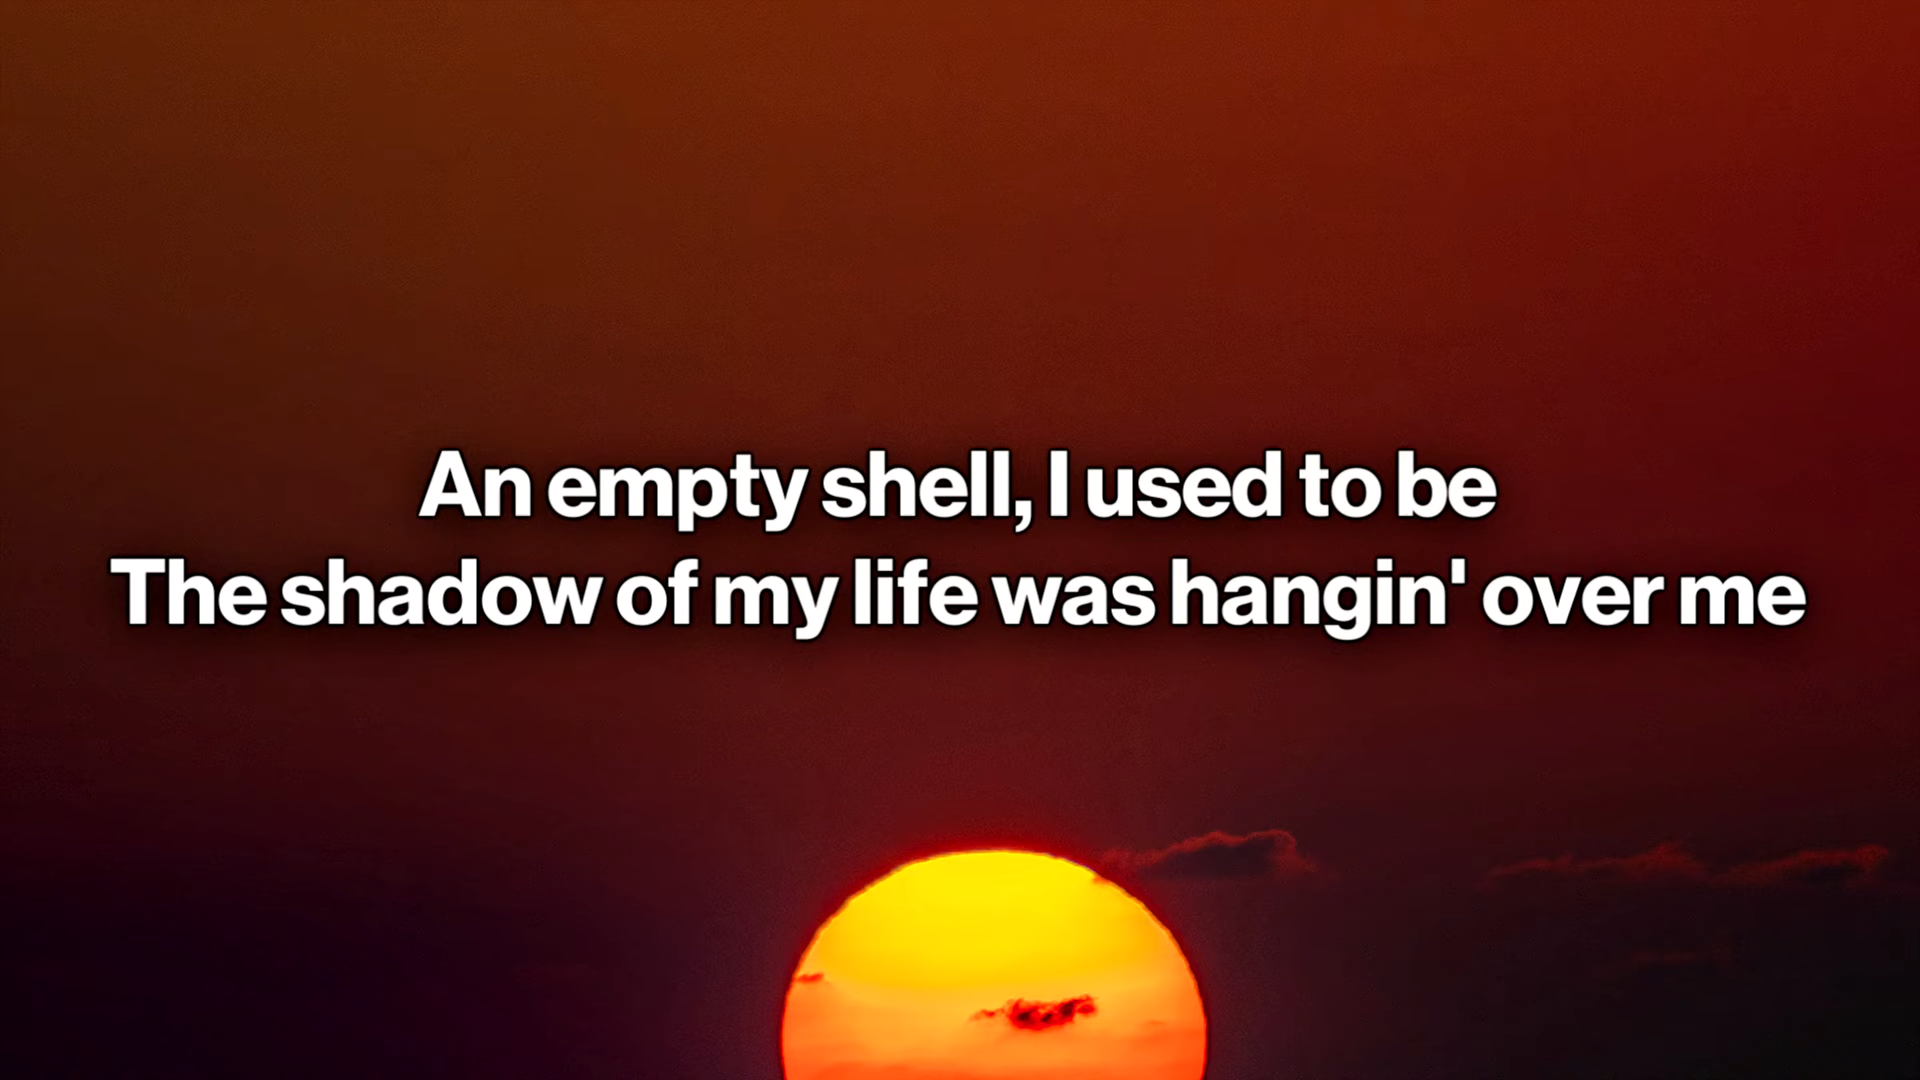 An empty shell, I used to be
The shadow of my life was hangin' over me